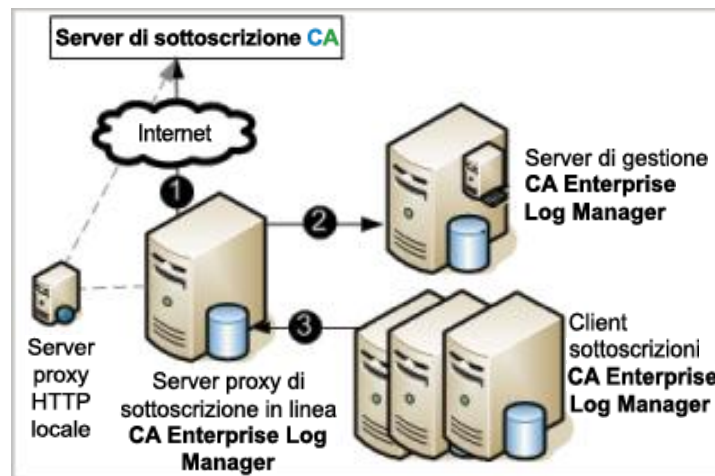 Server di sottoscrizione CA
Internet
1
2
Server di gestione
CA Enterprise
Log Manager
3
Server
proxy
HTTP
locale
Server proxy di
sottoscrizione in linea
CA Enterprise Log
Manager
Client
sottoscrizioni
CA Enterprise
Log Manager